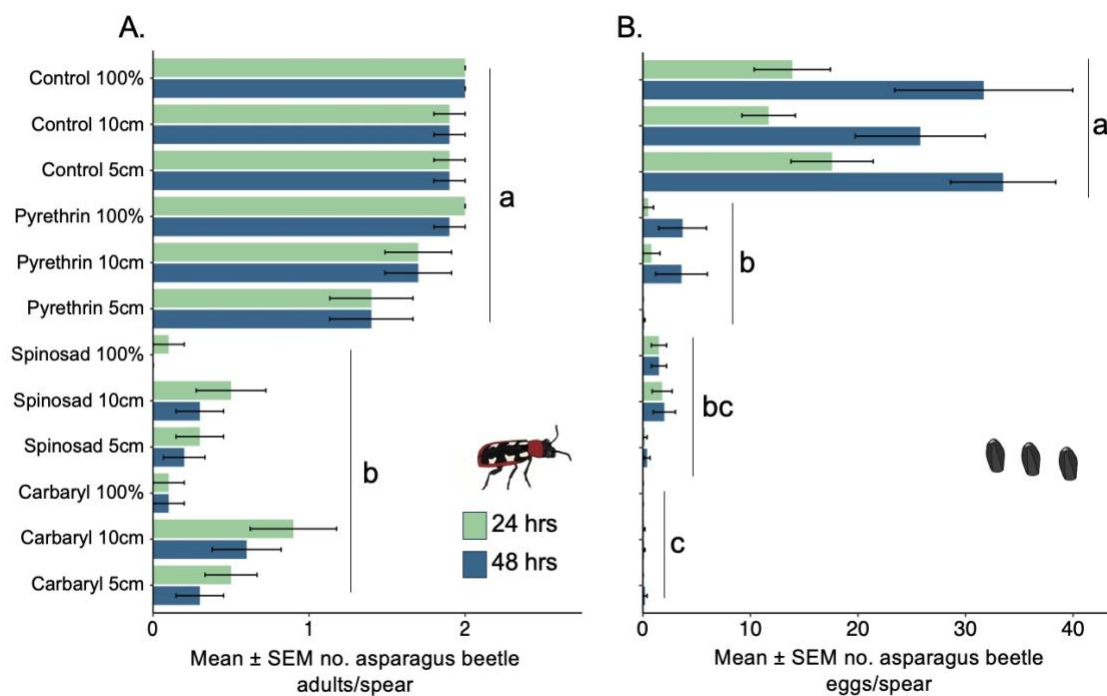 A.
Control 100%
Control 10cm
Control 5cm
Pyrethrin 100%
Pyrethrin 10cm
Pyrethrin 5cm
Spinosad 100%
Spinosad 10cm
Spinosad 5cm
Carbaryl 100%
Carbaryl 10cm
Carbaryl 5cm
a
b
24 hrs
48 hrs
0 1 2
Mean ± SEM no. asparagus beetle
adults/spear
B.
a
b
bc
c
0 10 20 30 40
Mean ± SEM no. asparagus beetle
eggs/spear